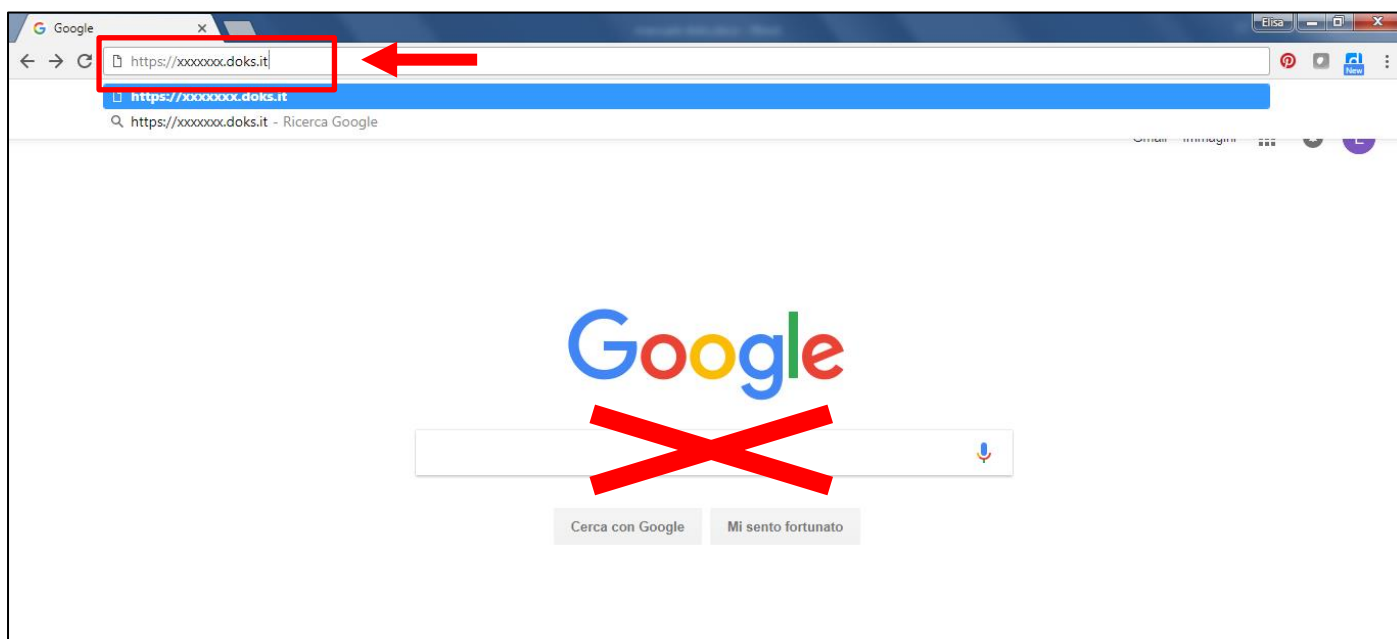 Google
Elisa
https://xxxxxxx.doks.it
New
https://xxxxxxx.doks.it
https://xxxxxxx.doks.it - Ricerca Google
Gmail Immagini
Google
Cerca con Google
Mi sento fortunato